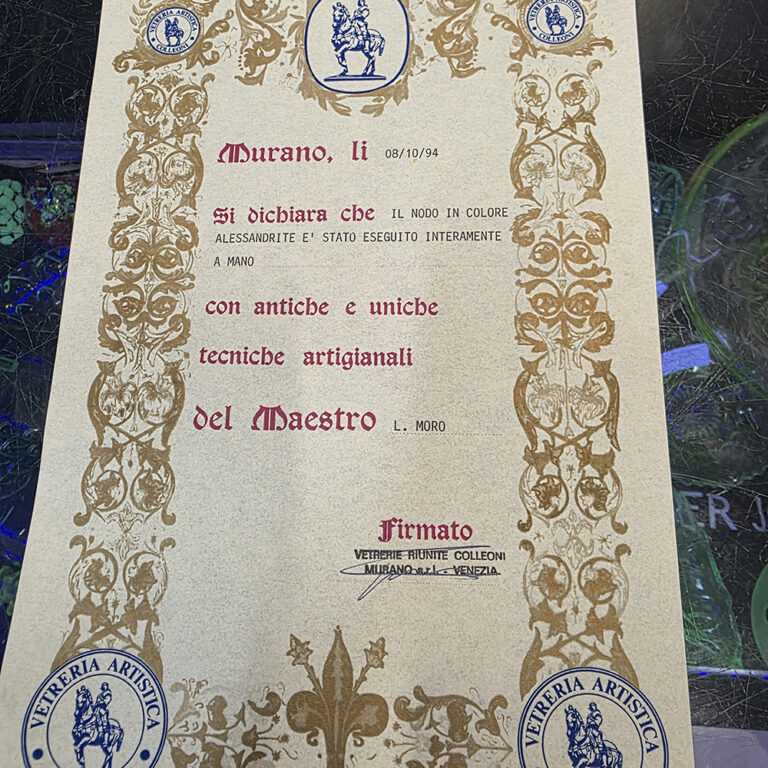 VETRERIA ARTISTICA
COLLEONI
VETRERIA ARTISTICA
COLLEONI
Murano, li 08/10/94
Si dichiara che IL NODO IN COLORE
ALESSANDRITE E' STATO ESEGUITO INTERAMENTE
A MANO
con antiche e uniche
tecniche artigianali
del Maestro L. MORO
Firmato
VETRERIE RIUNITE COLLEONI
MURANO s.r.l. - VENEZIA
VETRERIA ARTISTICA
VETRERIA ARTISTICA